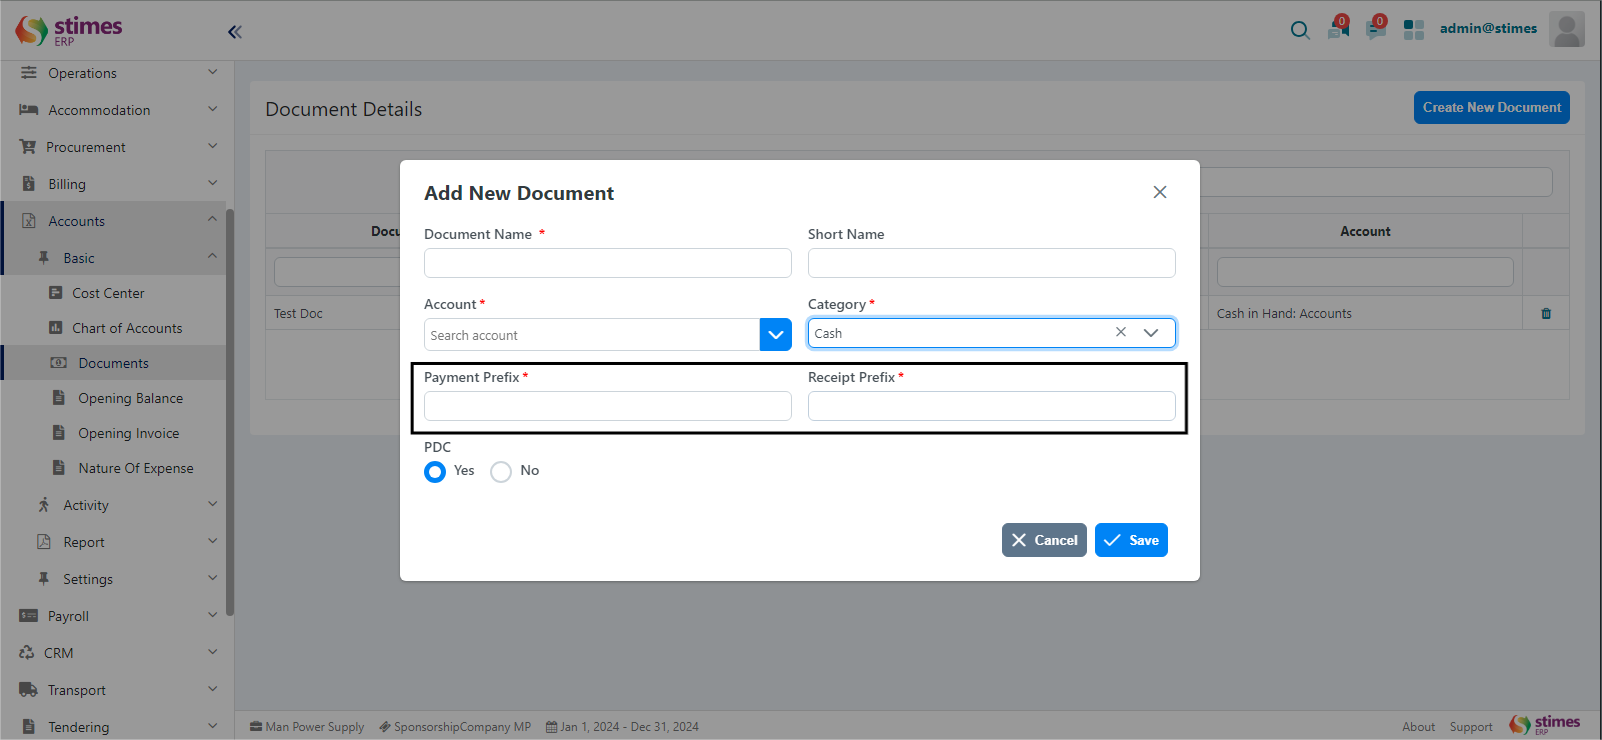 stimes
ERP
0
0
admin@stimes
Operations
Accommodation
Procurement
Billing
Accounts
Basic
Cost Center
Chart of Accounts
Documents
Opening Balance
Opening Invoice
Nature Of Expense
Activity
Report
Settings
Payroll
CRM
Transport
Tendering
Document Details
Create New Document
Docu
Account
Test Doc
Cash in Hand: Accounts
Add New Document
Document Name *
Short Name
Account *
Category *
Search account
Cash
Payment Prefix *
Receipt Prefix *
PDC
Yes
No
Cancel
Save
Man Power Supply
SponsorshipCompany MP
Jan 1, 2024 - Dec 31, 2024
About
Support
stimes
ERP